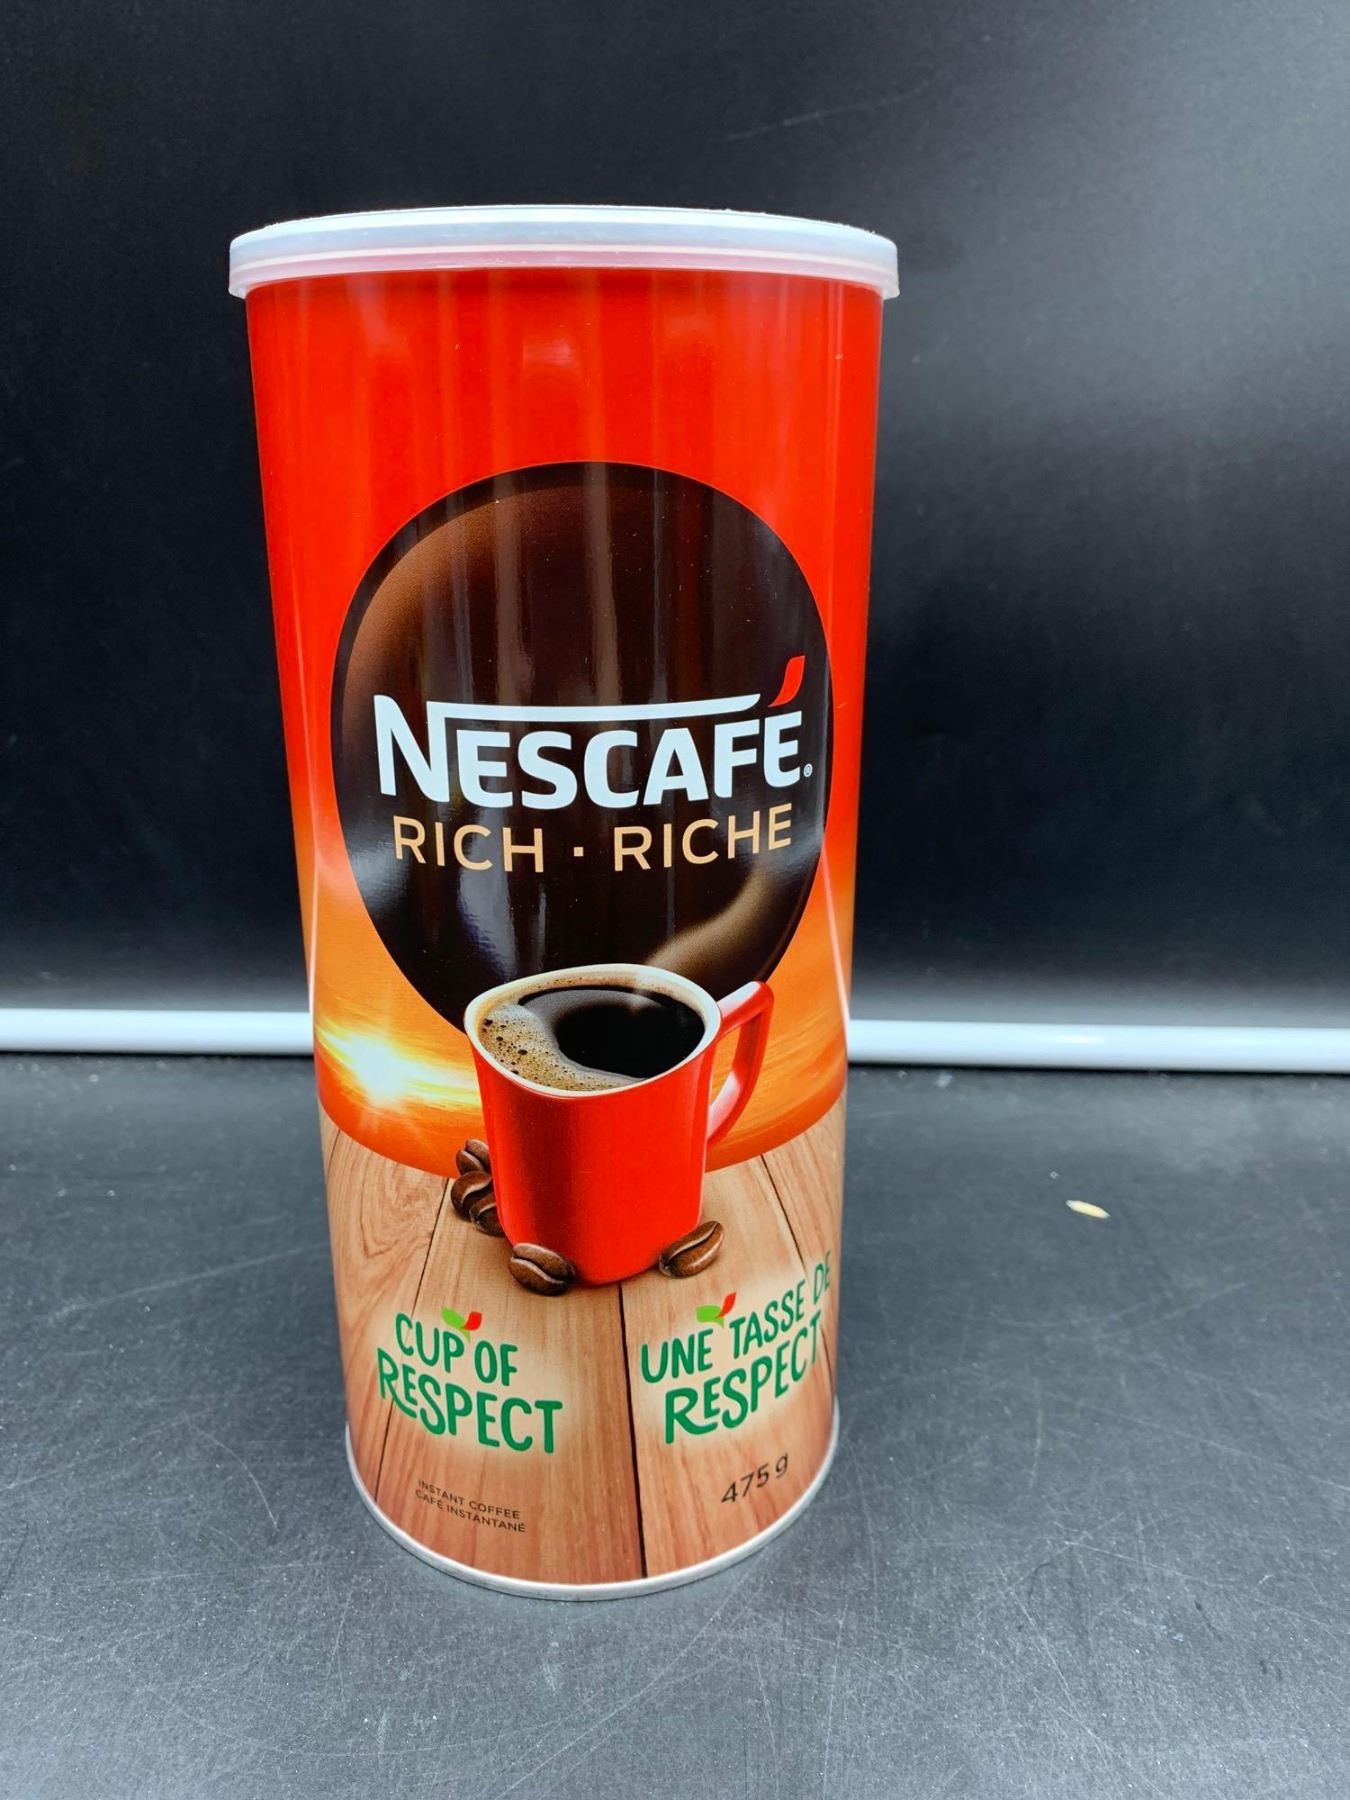 NESCAFÉ®
RICH · RICHE
CUP OF
RESPECT
UNE TASSE DE
RESPECT
475 g
INSTANT COFFEE
CAFÉ INSTANTANÉ